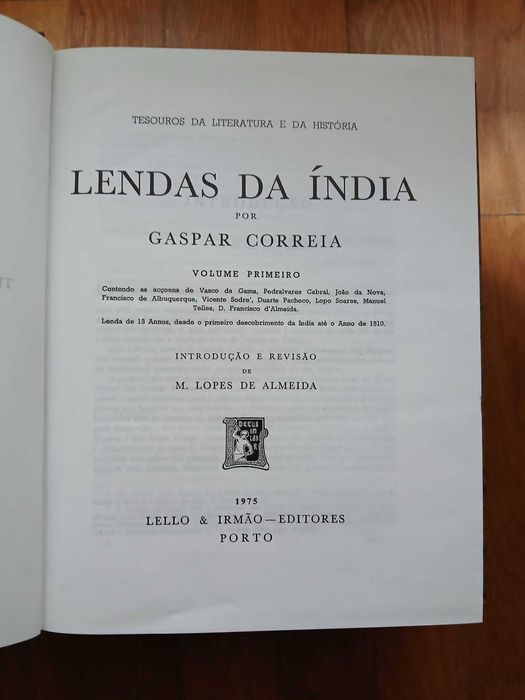 TESOUROS DA LITERATURA E DA HISTÓRIA
LENDAS DA ÍNDIA
POR
GASPAR CORREIA
VOLUME PRIMEIRO
Contendo as acçoens de Vasco da Gama, Pedralvares Cabral, João da Nova,
Francisco de Albuquerque, Vicente Sodre', Duarte Pacheco, Lopo Soares, Manuel
Telles, D. Francisco d'Almeida.
Lenda de 13 Annos, desde o primeiro descobrimento da India até o Anno de 1510.
INTRODUÇÃO E REVISÃO
DE
M. LOPES DE ALMEIDA
1975
LELLO & IRMÃO—EDITORES
PORTO